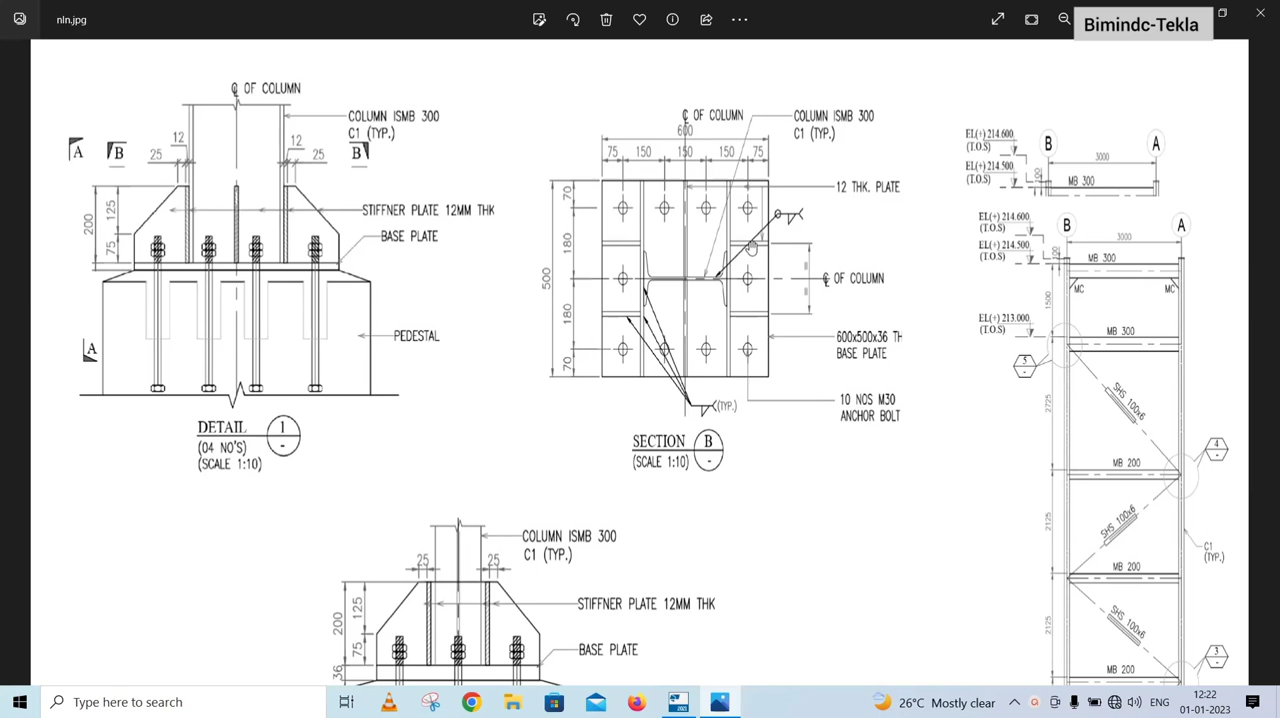 nln.jpg
Bimindc-Tekla
℄ OF COLUMN
COLUMN ISMB 300
C1 (TYP.)
A
B
12
12
B
25
25
200
125
75
STIFFNER PLATE 12MM THK
BASE PLATE
PEDESTAL
A
DETAIL 1
(04 NO'S) -
(SCALE 1:10)
℄ OF COLUMN
COLUMN ISMB 300
C1 (TYP.)
600
75 150 150 150 75
12 THK. PLATE
500
70
180
180
70
℄ OF COLUMN
600x500x36 TH
BASE PLATE
(TYP.)
10 NOS M30
ANCHOR BOLT
SECTION B
(SCALE 1:10) -
COLUMN ISMB 300
C1 (TYP.)
25
25
200
125
75
36
STIFFNER PLATE 12MM THK
BASE PLATE
EL(+) 214.600
(T.O.S)
EL(+) 214.500
(T.O.S)
B
A
3000
100
MB 300
EL(+) 214.600
(T.O.S)
EL(+) 214.500
(T.O.S)
B
A
3000
100
MB 300
MC
MC
1500
EL(+) 213.000
(T.O.S)
MB 300
5
-
2725
SHS 100x6
4
-
MB 200
2125
SHS 100x6
C1
(TYP.)
MB 200
2125
SHS 100x6
3
-
MB 200
Type here to search
26°C Mostly clear
ENG
12:22
01-01-2023